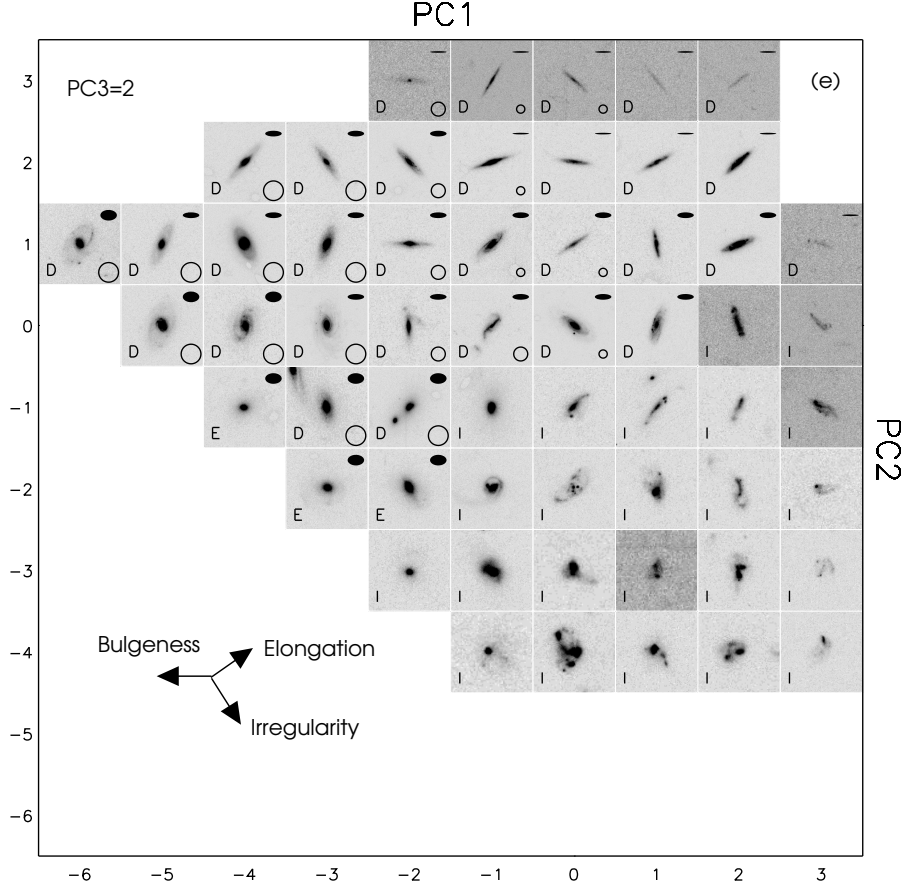 PC1
PC3=2
(e)
3
D D D D D
2
D D D D D D D
1
D D D D D D D D D D
0
D D D D D D D I I
−1
E D D I I I I I
−2
E E I I I I I
−3
I I I I I I
−4
I I I I I
−5
−6
PC2
Bulgeness
Elongation
Irregularity
−6 −5 −4 −3 −2 −1 0 1 2 3